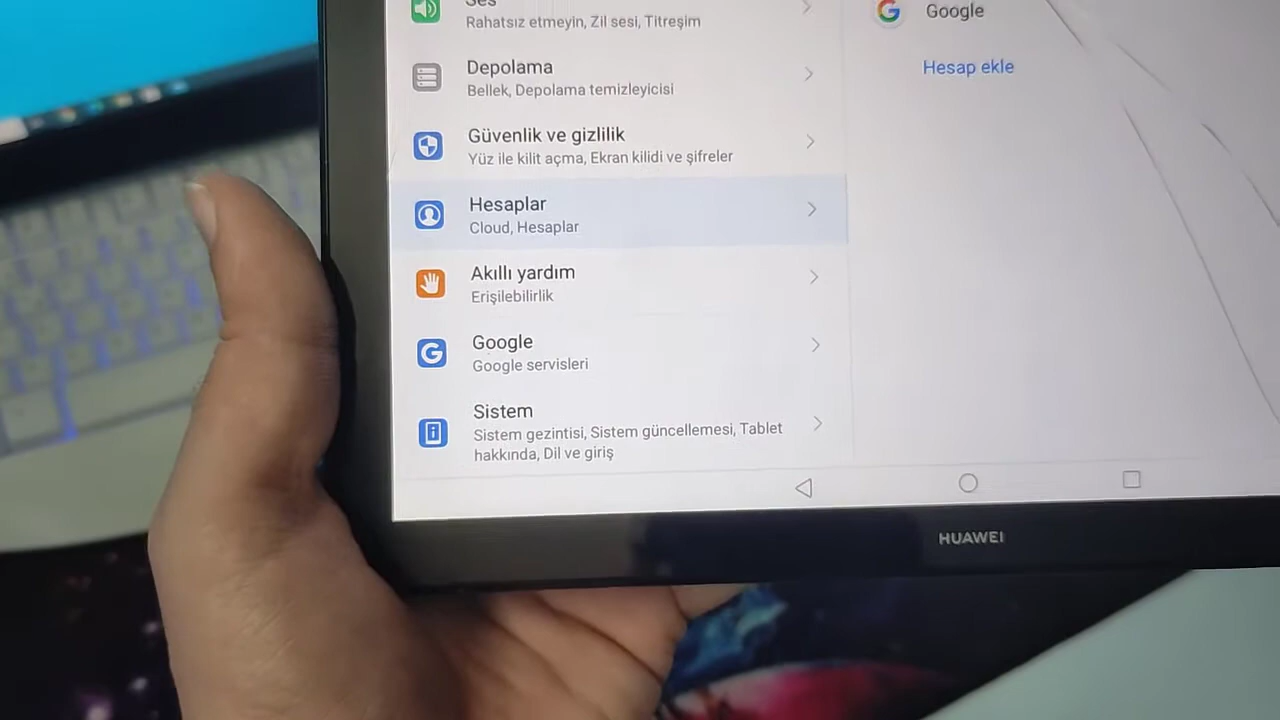 Ses
Rahatsız etmeyin, Zil sesi, Titreşim
Depolama
Bellek, Depolama temizleyicisi
Güvenlik ve gizlilik
Yüz ile kilit açma, Ekran kilidi ve şifreler
Hesaplar
Cloud, Hesaplar
Akıllı yardım
Erişilebilirlik
Google
Google servisleri
Sistem
Sistem gezintisi, Sistem güncellemesi, Tablet
hakkında, Dil ve giriş
Google
Hesap ekle
HUAWEI